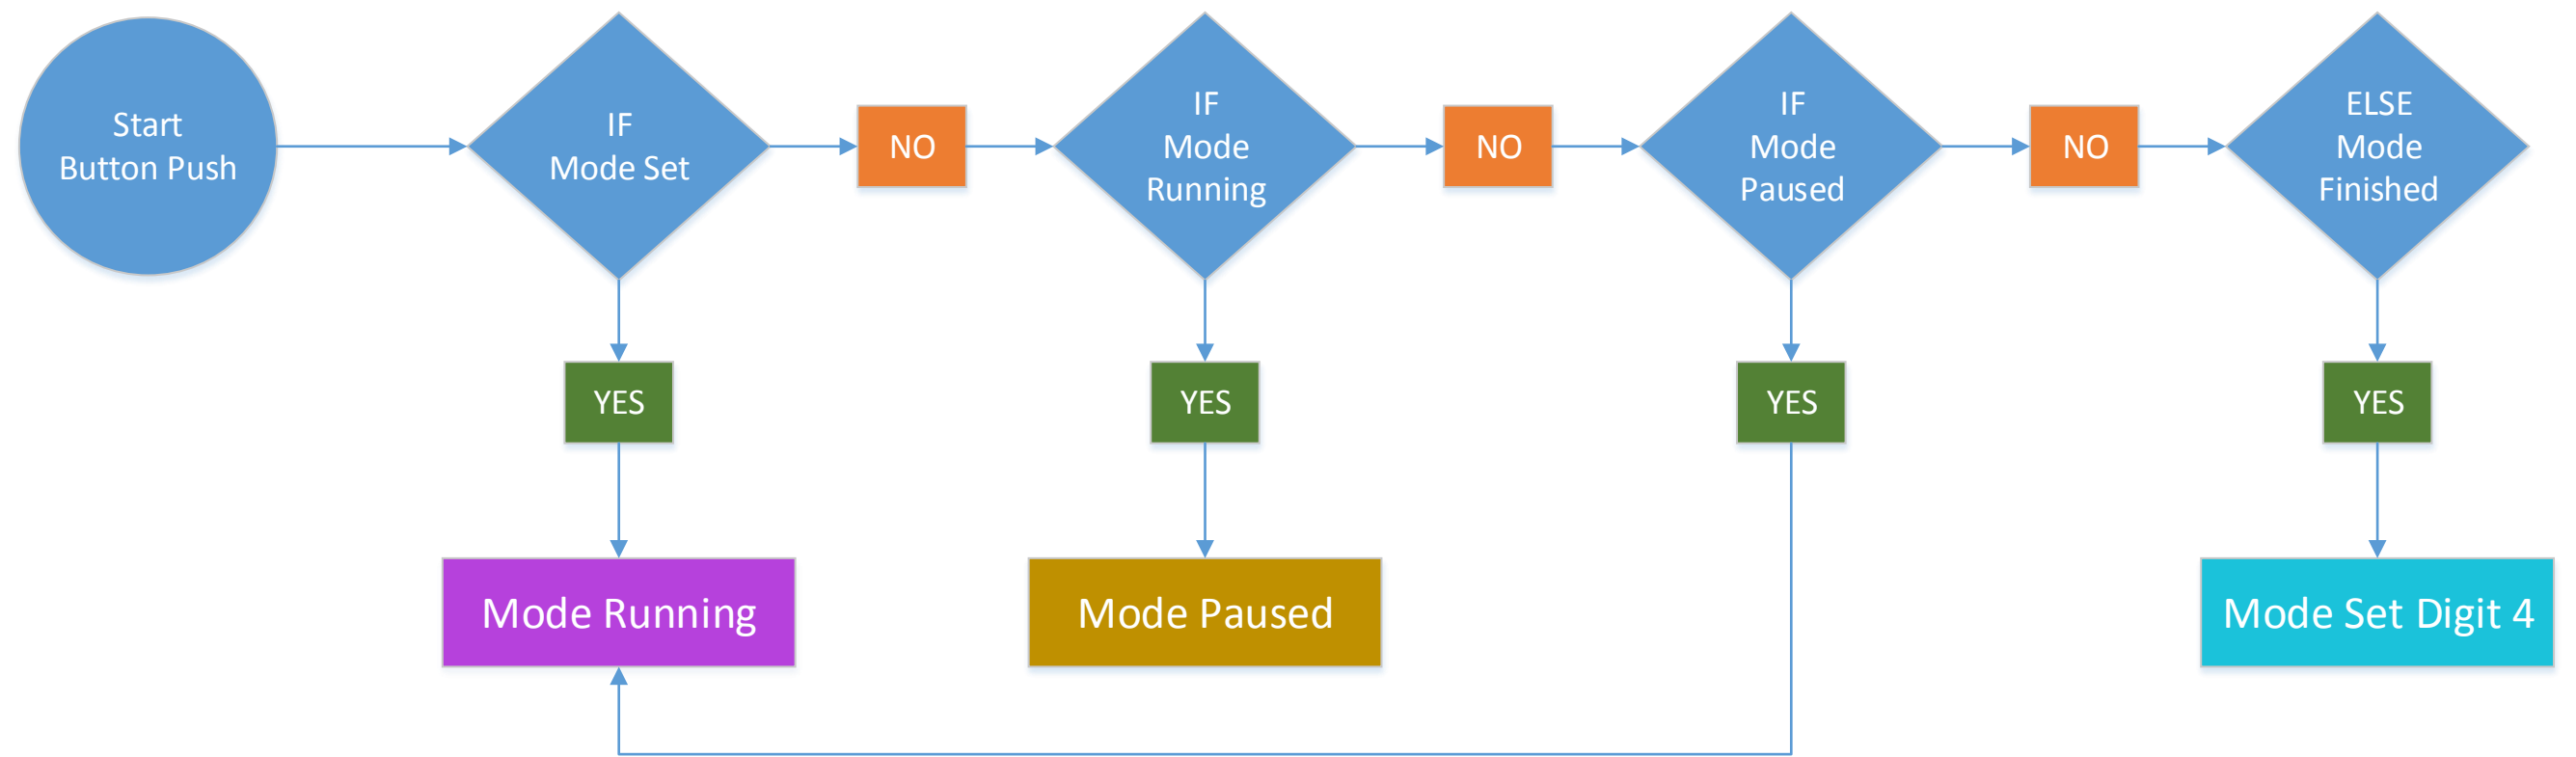 Start
Button Push
IF
Mode Set
NO
IF
Mode
Running
NO
IF
Mode
Paused
NO
ELSE
Mode
Finished
YES
YES
YES
YES
Mode Running
Mode Paused
Mode Set Digit 4